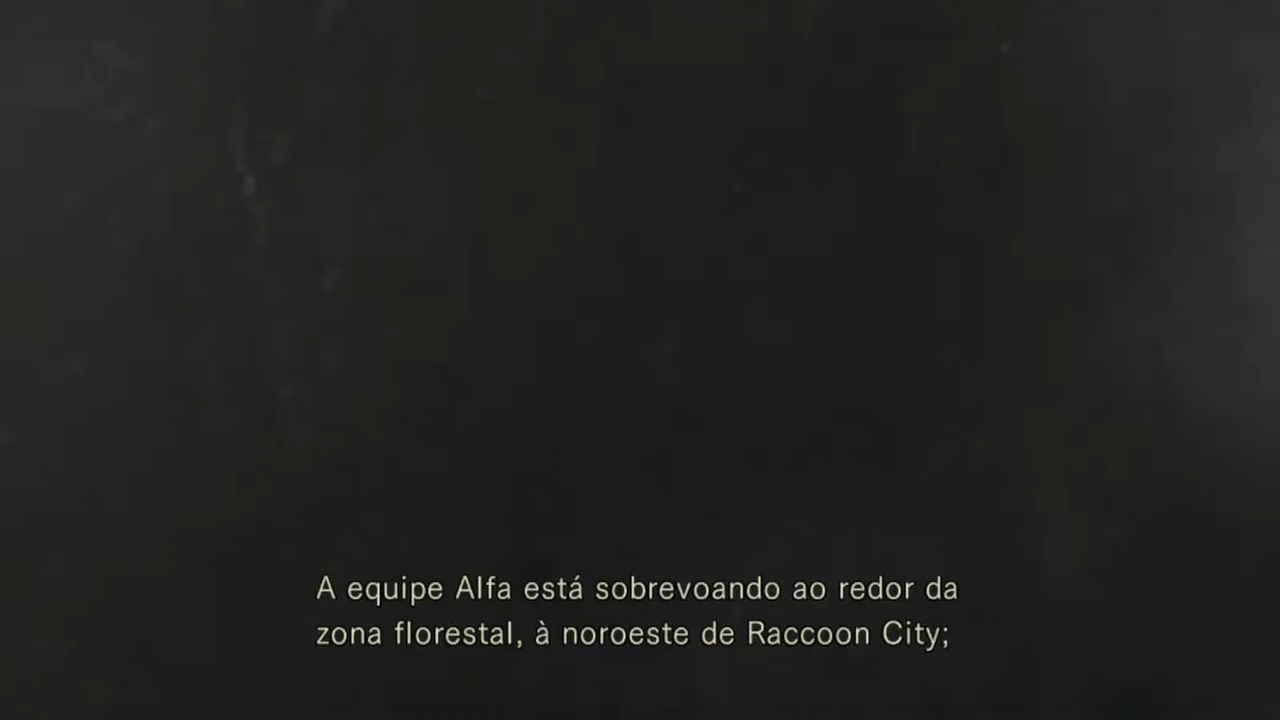 A equipe Alfa está sobrevoando ao redor da
zona florestal, à noroeste de Raccoon City;